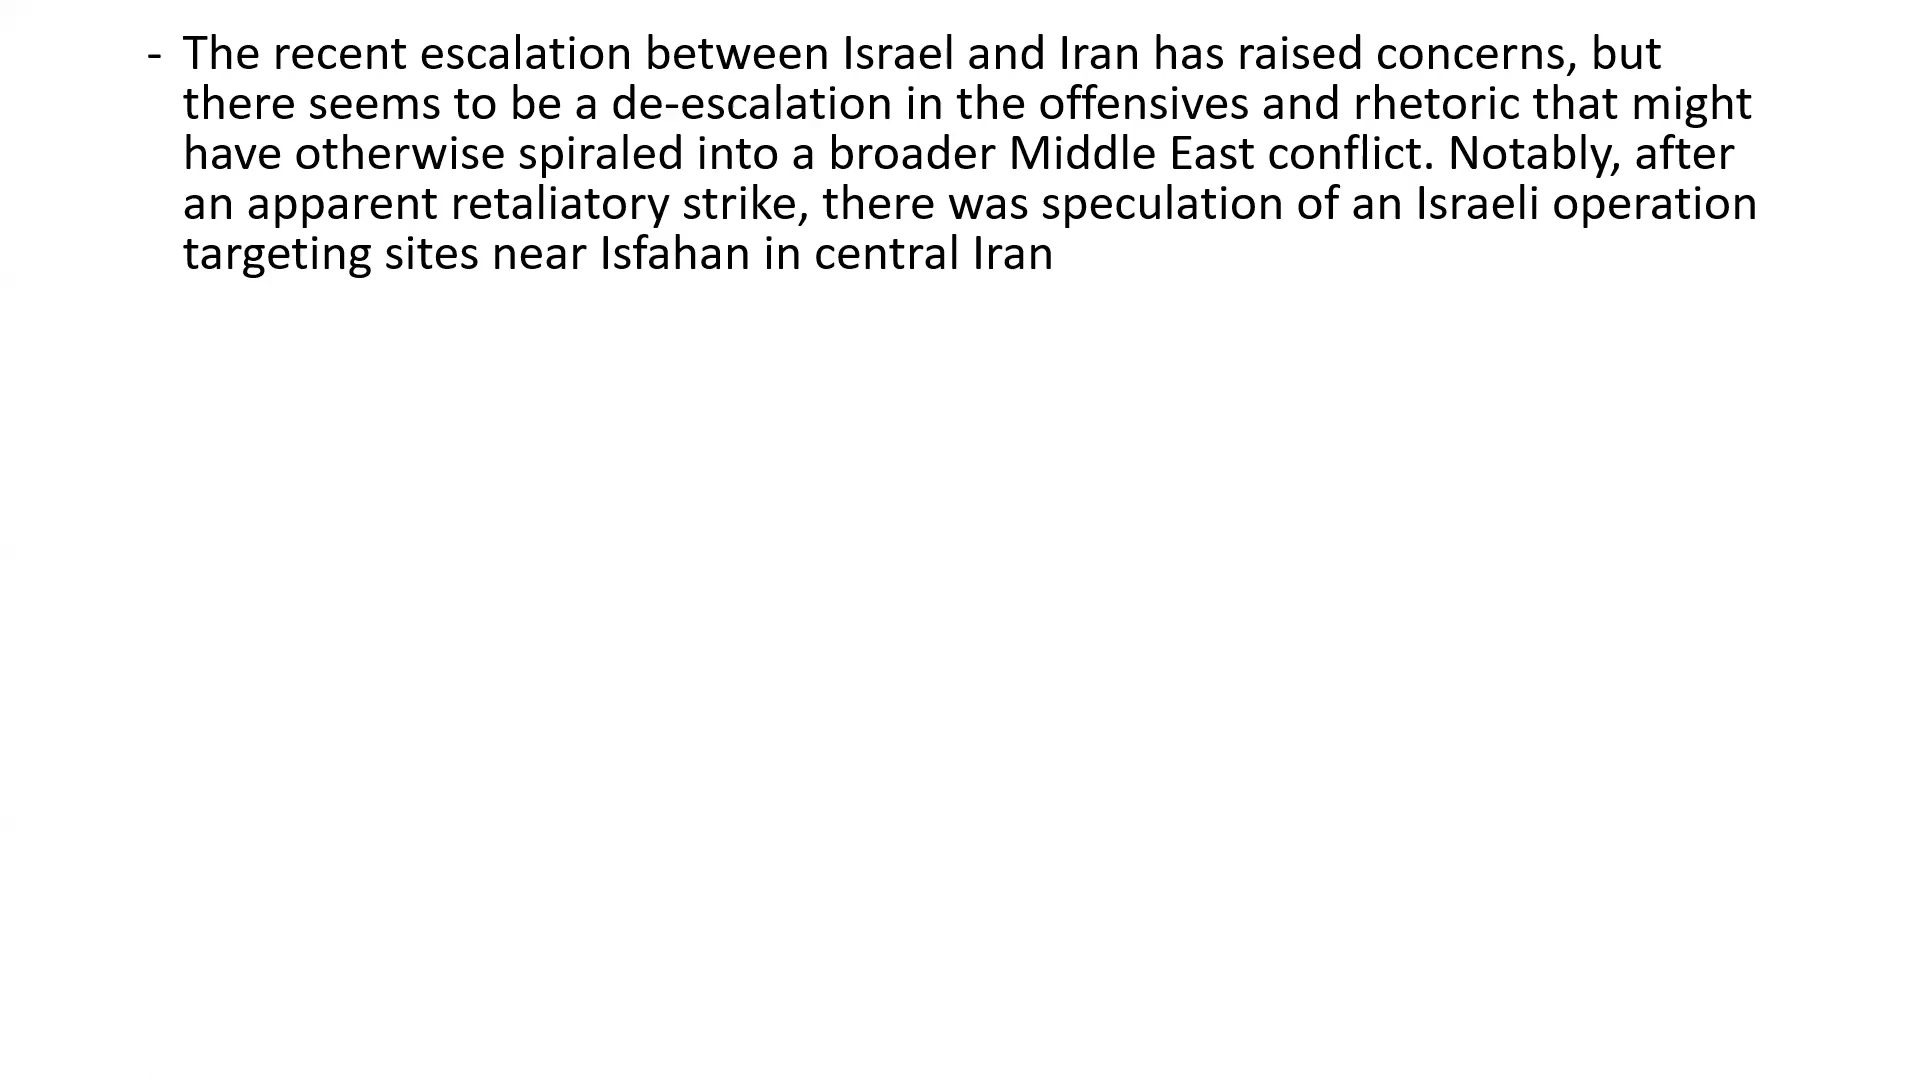 - The recent escalation between Israel and Iran has raised concerns, but
there seems to be a de-escalation in the offensives and rhetoric that might
have otherwise spiraled into a broader Middle East conflict. Notably, after
an apparent retaliatory strike, there was speculation of an Israeli operation
targeting sites near Isfahan in central Iran